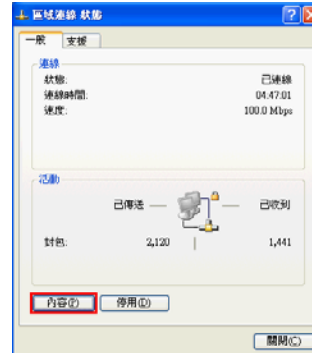 區域連線 狀態
一般 支援
連線
狀態: 已連線
連線時間: 04:47:01
速度: 100.0 Mbps
活動
已傳送 — — 已收到
封包: 2,120 | 1,441
內容(P) 停用(D)
關閉(C)